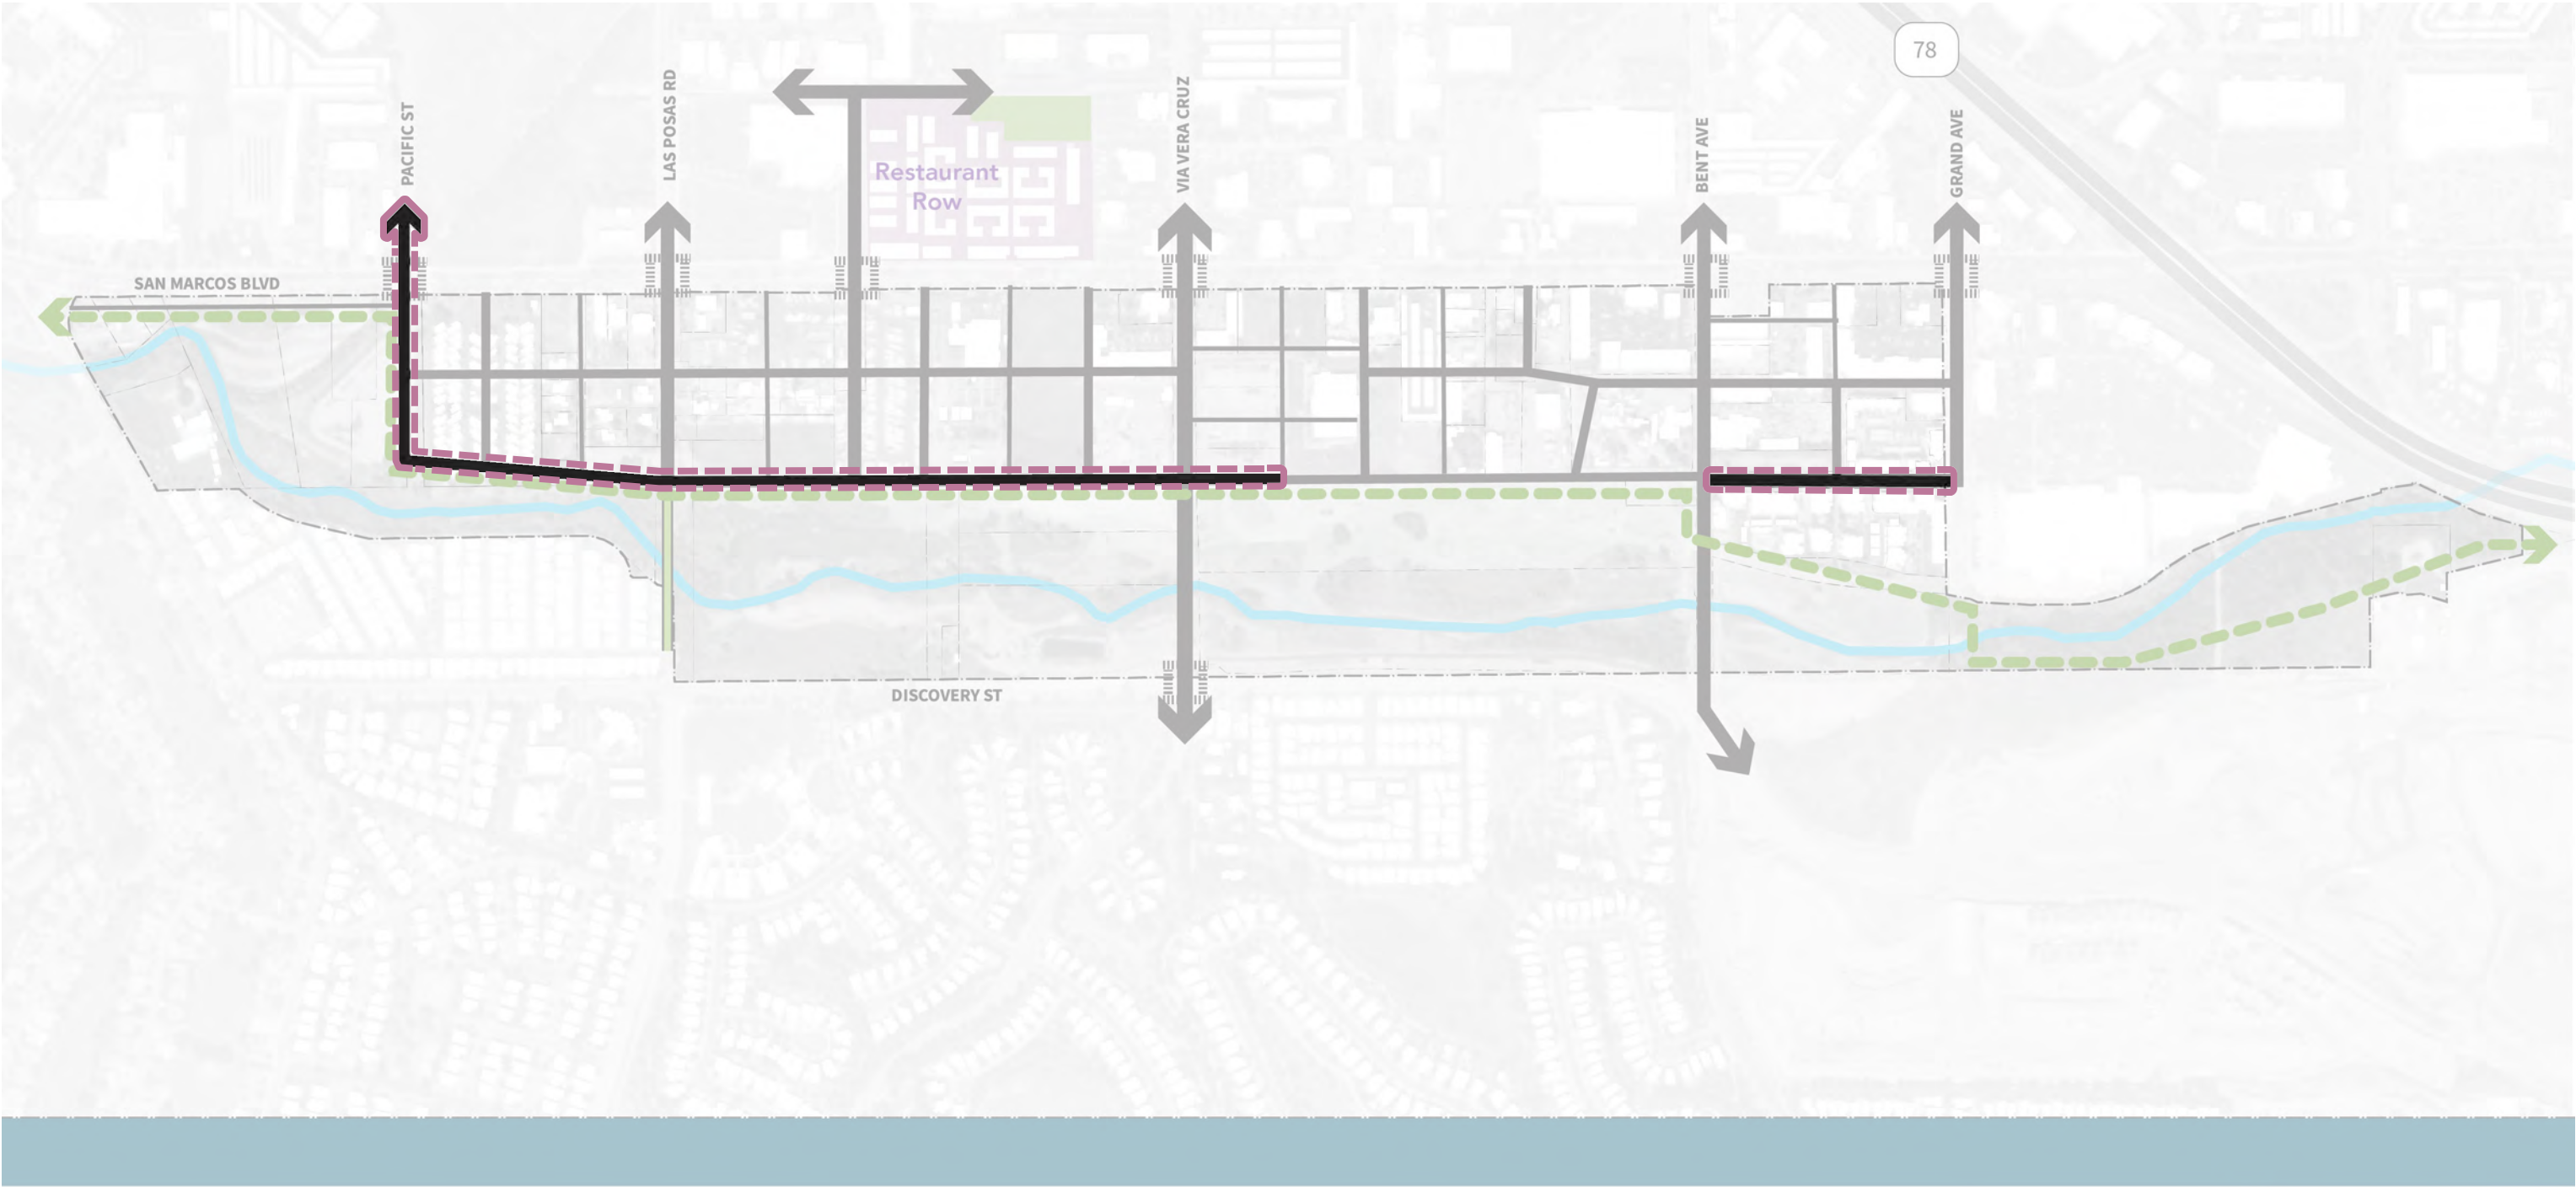 78
PACIFIC ST
LAS POSAS RD
VIA VERA CRUZ
BENT AVE
GRAND AVE
Restaurant
Row
SAN MARCOS BLVD
DISCOVERY ST